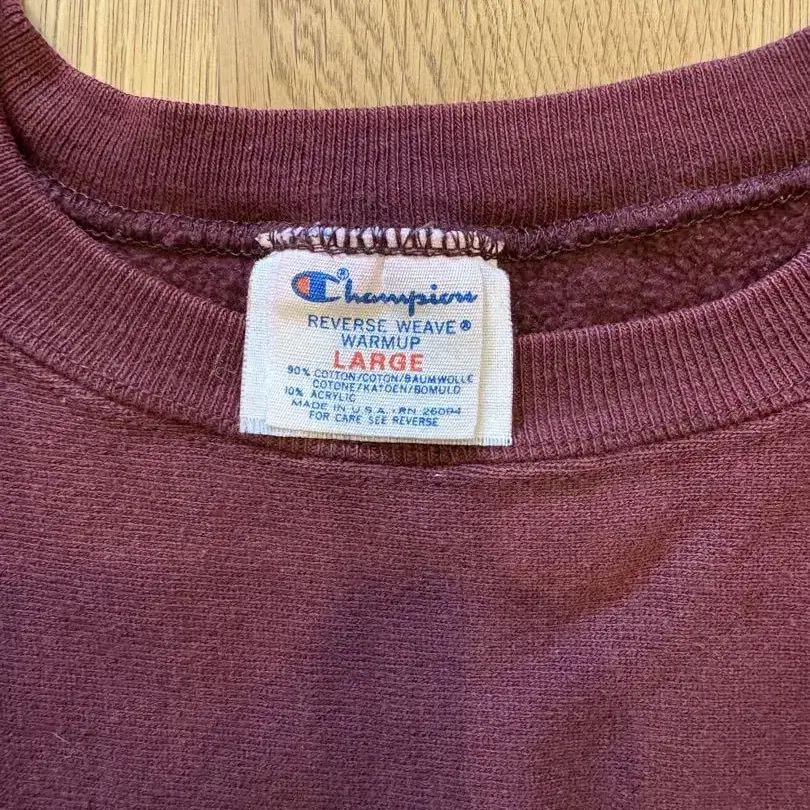 Champion®
REVERSE WEAVE®
WARMUP
LARGE
90% COTTON/COTON/BAUMWOLLE
COTONE/KATOEN/BOMULD
10% ACRYLIC
MADE IN U.S.A. RN 26094
FOR CARE SEE REVERSE